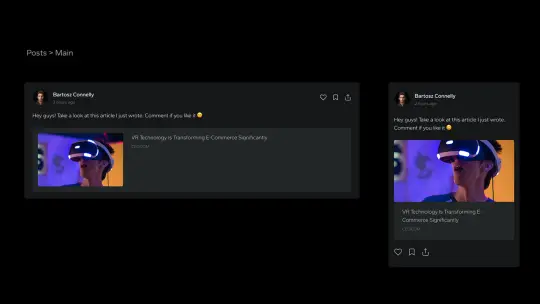 Posts > Main
Bartosz Connelly
2 hours ago
Hey guys! Take a look at this article I just wrote. Comment if you like it 😀
VR Technology Is Transforming E-Commerce Significantly
Bartosz Connelly
2 hours ago
Hey guys! Take a look at this article I just wrote.
Comment if you like it 😀
VR Technology Is Transforming E-
Commerce Significantly